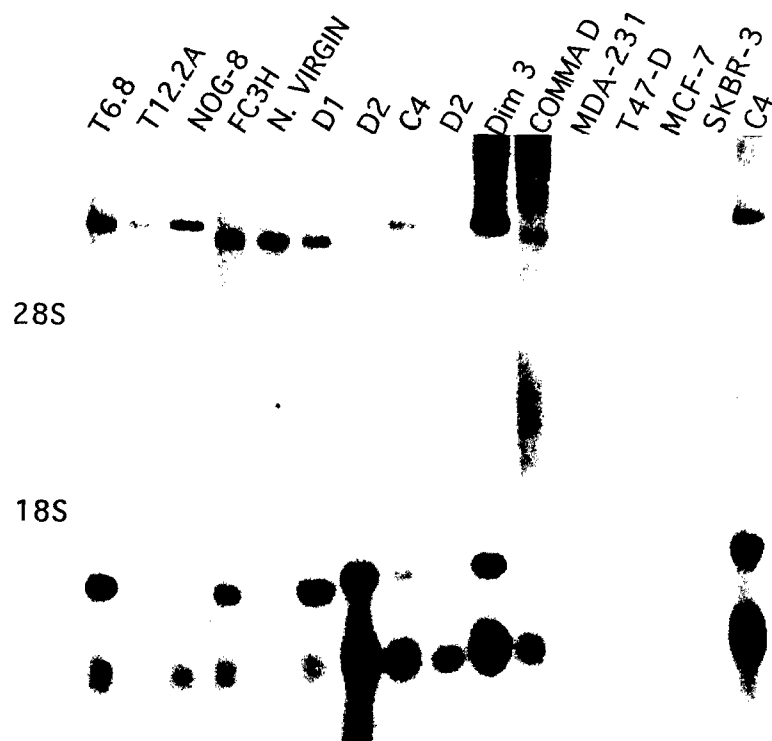 T6.8
T12.2A
NOG-8
FC3H
N. VIRGIN
D1
D2
C4
D2
Dim 3
COMMA D
MDA-231
T47-D
MCF-7
SKBR-3
C4
28S
18S